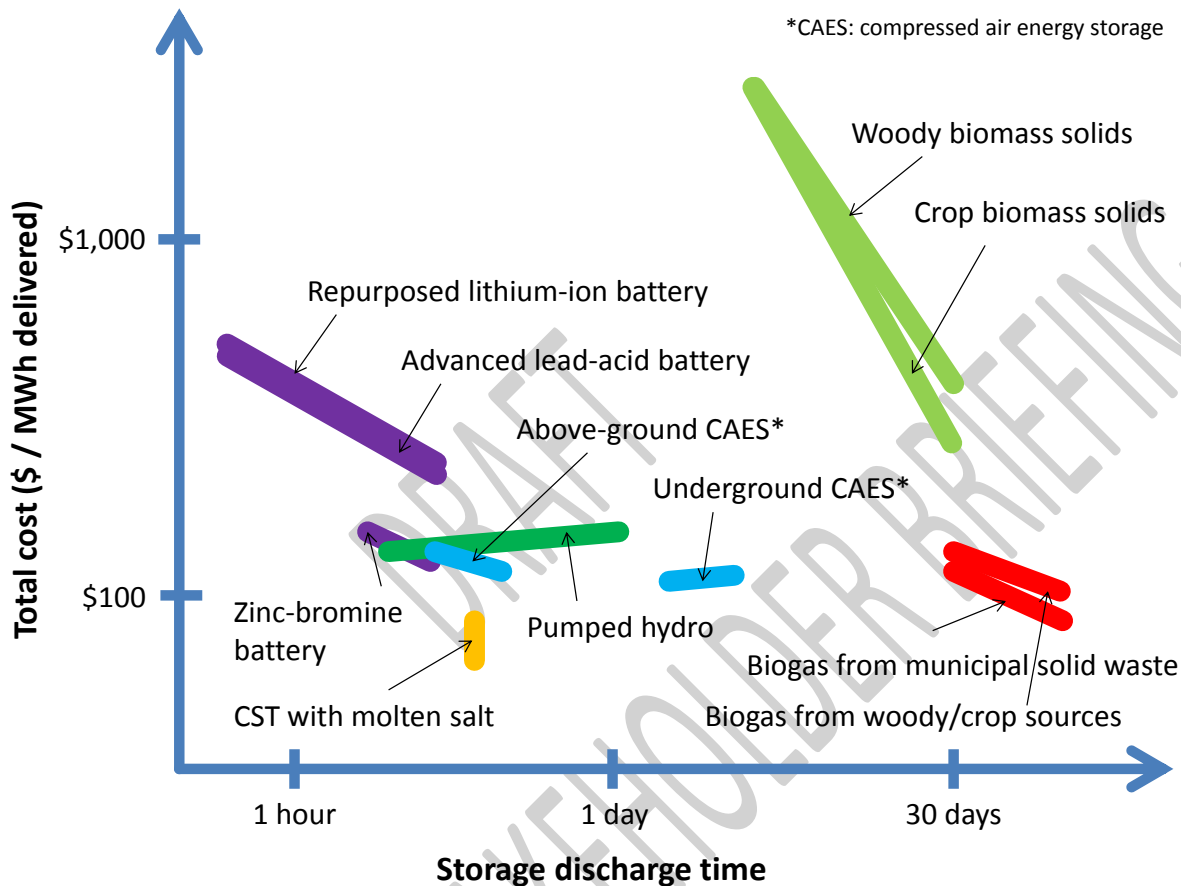 *CAES: compressed air energy storage
Woody biomass solids
Crop biomass solids
$1,000
Repurposed lithium-ion battery
Advanced lead-acid battery
Above-ground CAES*
Underground CAES*
Total cost ($ / MWh delivered)
$100
Zinc-bromine
battery
Pumped hydro
Biogas from municipal solid waste
CST with molten salt
Biogas from woody/crop sources
1 hour
1 day
30 days
Storage discharge time
DRAFT
KEHOLDER BRIEFING